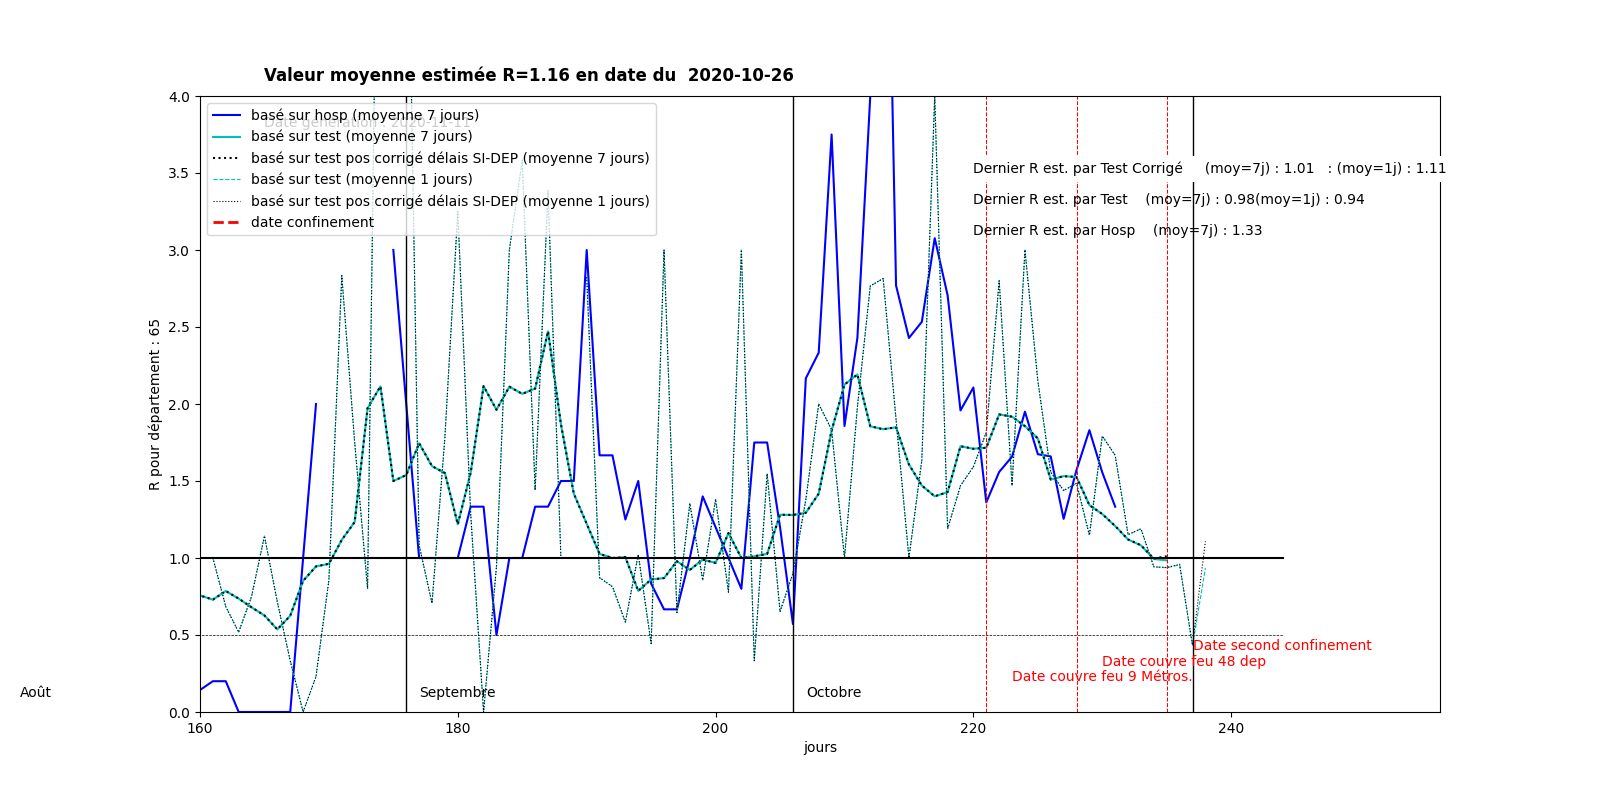 Valeur moyenne estimée R=1.16 en date du  2020-10-26
Date génération : 2020-11-11
basé sur hosp (moyenne 7 jours)
basé sur test (moyenne 7 jours)
basé sur test pos corrigé délais SI-DEP (moyenne 7 jours)
basé sur test (moyenne 1 jours)
basé sur test pos corrigé délais SI-DEP (moyenne 1 jours)
date confinement
Dernier R est. par Test Corrigé (moy=7j) : 1.01 : (moy=1j) : 1.11
Dernier R est. par Test (moy=7j) : 0.98(moy=1j) : 0.94
Dernier R est. par Hosp (moy=7j) : 1.33
4.0
3.5
3.0
2.5
2.0
1.5
1.0
0.5
0.0
R pour département : 65
Date second confinement
Date couvre feu 48 dep
Date couvre feu 9 Métros.
Août
Septembre
Octobre
160 180 200 220 240
jours